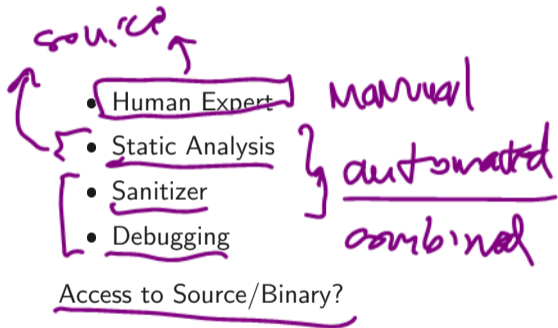 source
• Human Expert manual
• Static Analysis
automated
• Sanitizer
• Debugging combined
Access to Source/Binary?